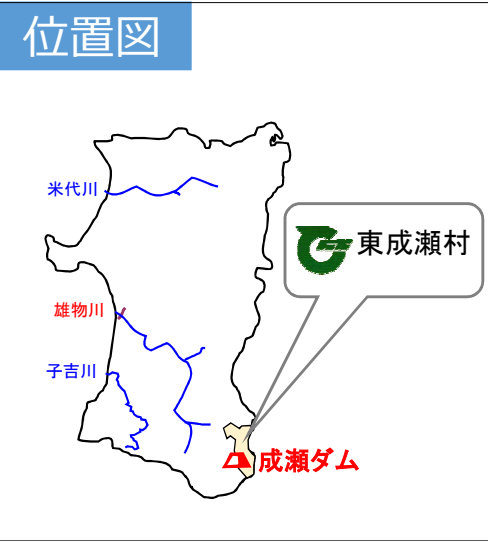 位置図
米代川
東成瀬村
雄物川
子吉川
成瀬ダム